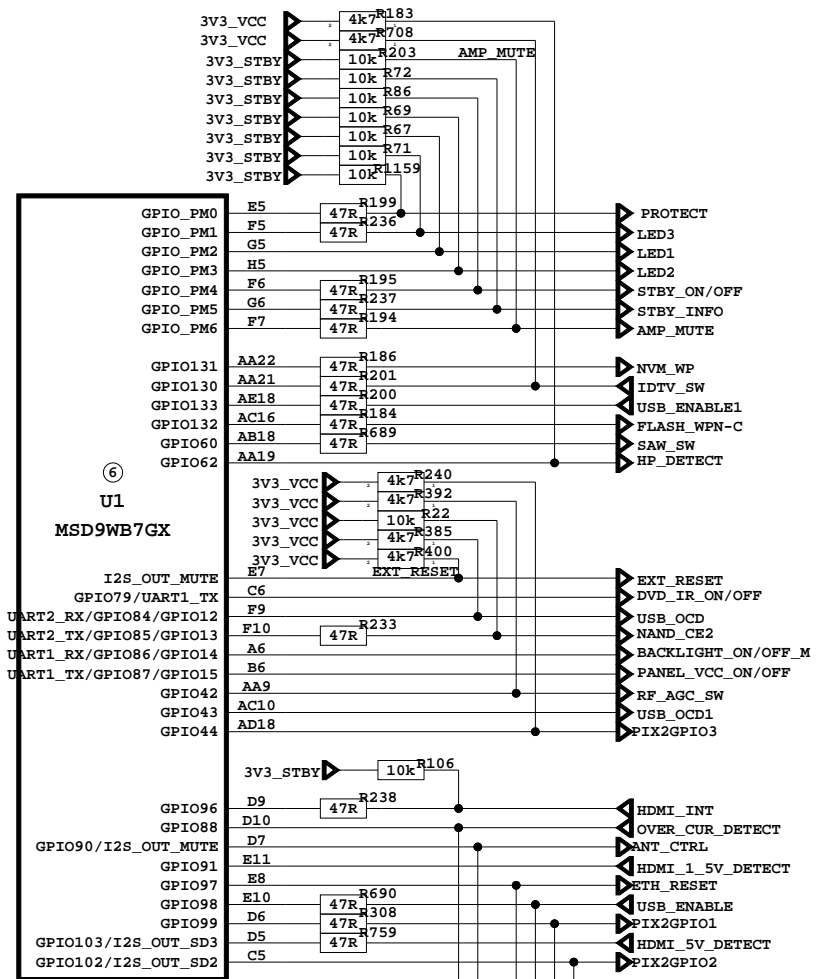 3V3_VCC 4k7 R183
3V3_VCC 4k7 R708
3V3_STBY 10k R203 AMP_MUTE
3V3_STBY 10k R72
3V3_STBY 10k R86
3V3_STBY 10k R69
3V3_STBY 10k R67
3V3_STBY 10k R71
3V3_STBY 10k R1159
GPIO_PM0 E5 47R R199 PROTECT
GPIO_PM1 F5 47R R236 LED3
GPIO_PM2 G5 LED1
GPIO_PM3 H5 LED2
GPIO_PM4 F6 47R R195 STBY_ON/OFF
GPIO_PM5 G6 47R R237 STBY_INFO
GPIO_PM6 F7 47R R194 AMP_MUTE
GPIO131 AA22 47R R186 NVM_WP
GPIO130 AA21 47R R201 IDTV_SW
GPIO133 AE18 47R R200 USB_ENABLE1
GPIO132 AC16 47R R184 FLASH_WPN-C
GPIO60 AB18 47R R689 SAW_SW
GPIO62 AA19 HP_DETECT
6
U1
MSD9WB7GX
3V3_VCC 4k7 R240
3V3_VCC 4k7 R392
3V3_VCC 10k R22
3V3_VCC 4k7 R385
3V3_VCC 4k7 R400
EXT_RESET
I2S_OUT_MUTE E7 EXT_RESET
GPIO79/UART1_TX C6 DVD_IR_ON/OFF
UART2_RX/GPIO84/GPIO12 F9 USB_OCD
UART2_TX/GPIO85/GPIO13 F10 47R R233 NAND_CE2
UART1_RX/GPIO86/GPIO14 A6 BACKLIGHT_ON/OFF_M
UART1_TX/GPIO87/GPIO15 B6 PANEL_VCC_ON/OFF
GPIO42 AA9 RF_AGC_SW
GPIO43 AC10 USB_OCD1
GPIO44 AD18 PIX2GPIO3
3V3_STBY 10k R106
GPIO96 D9 47R R238 HDMI_INT
GPIO88 D10 OVER_CUR_DETECT
GPIO90/I2S_OUT_MUTE D7 ANT_CTRL
GPIO91 E11 HDMI_1_5V_DETECT
GPIO97 E8 ETH_RESET
GPIO98 E10 47R R690 USB_ENABLE
GPIO99 D6 47R R308 PIX2GPIO1
GPIO103/I2S_OUT_SD3 D5 47R R759 HDMI_5V_DETECT
GPIO102/I2S_OUT_SD2 C5 PIX2GPIO2